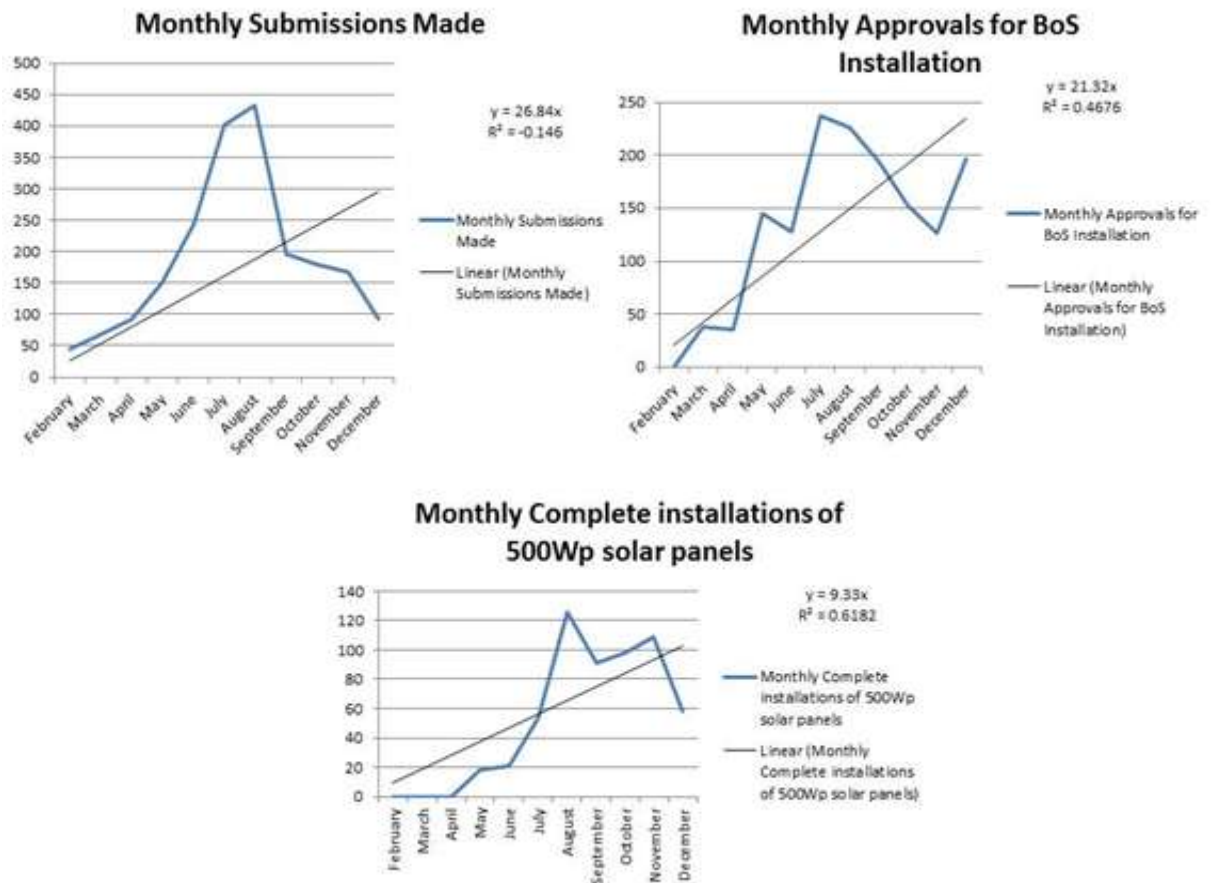 Monthly Submissions Made
500
450
400
350
300
250
200
150
100
50
0
February
March
April
May
June
July
August
September
October
November
December
y = 26.84x
R² = -0.146
Monthly Submissions
Made
Linear (Monthly
Submissions Made)
Monthly Approvals for BoS
Installation
250
200
150
100
50
0
February
March
April
May
June
July
August
September
October
November
December
y = 21.32x
R² = 0.4676
Monthly Approvals for
BoS Installation
Linear (Monthly
Approvals for BoS
Installation)
Monthly Complete installations of
500Wp solar panels
140
120
100
80
60
40
20
0
February
March
April
May
June
July
August
September
October
November
December
y = 9.33x
R² = 0.6182
Monthly Complete
installations of 500Wp
solar panels
Linear (Monthly
Complete installations
of 500Wp solar panels)